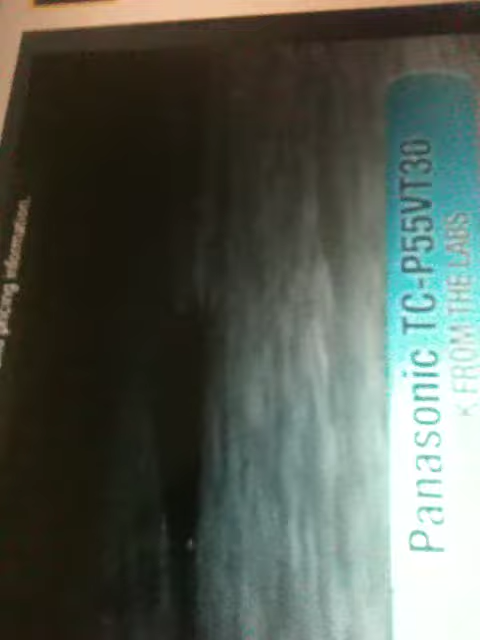 pricing information.
Panasonic TC-P55VT30
FROM THE LABS